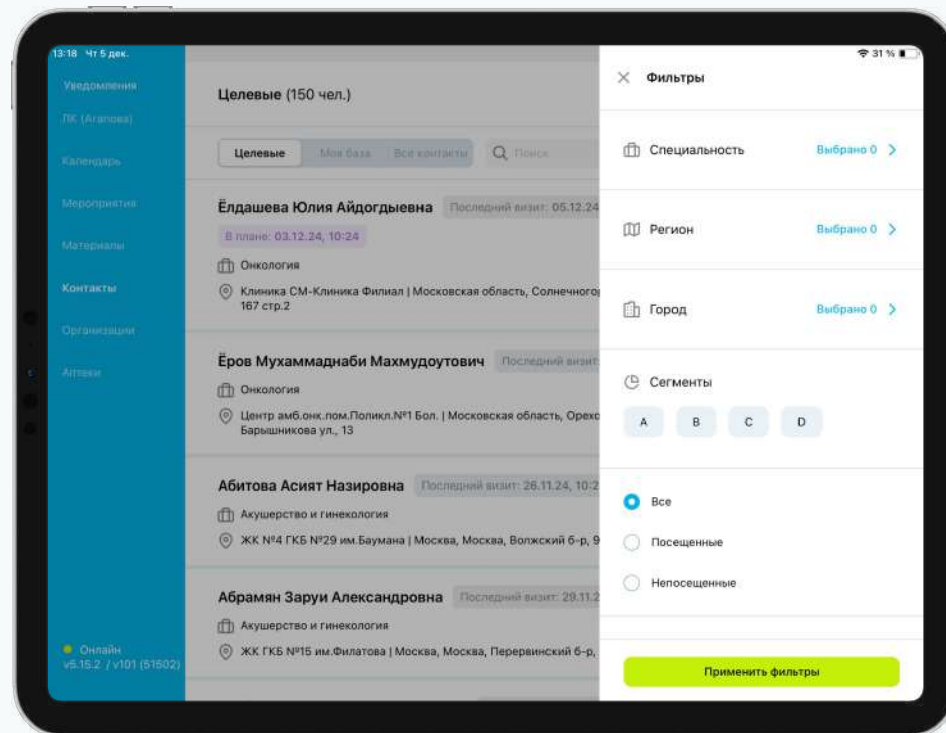 13:18 Чт 5 дек.
31 %
Уведомления
ЛК (Агапова)
Календарь
Мероприятия
Материалы
Контакты
Организации
Аптеки
Онлайн
v5.15.2 / v101 (51502)
Целевые (150 чел.)
Целевые Моя база Все контакты Поиск
Ёлдашева Юлия Айдогдыевна Последний визит: 05.12.24
В плане: 03.12.24, 10:24
Онкология
Клиника СМ-Клиника Филиал | Московская область, Солнечного
167 стр.2
Ёров Мухаммаднаби Махмудоутович Последний визит:
Онкология
Центр амб.онк.пом.Поликл.№1 Бол. | Московская область, Орехо
Барышникова ул., 13
Абитова Асият Назировна Последний визит: 26.11.24, 10:2
Акушерство и гинекология
ЖК №4 ГКБ №29 им.Баумана | Москва, Москва, Волжский б-р, 9
Абрамян Заруи Александровна Последний визит: 29.11.2
Акушерство и гинекология
ЖК ГКБ №15 им.Филатова | Москва, Москва, Перервинский б-р,
Фильтры
Специальность Выбрано 0
Регион Выбрано 0
Город Выбрано 0
Сегменты
A B C D
Все
Посещенные
Непосещенные
Применить фильтры